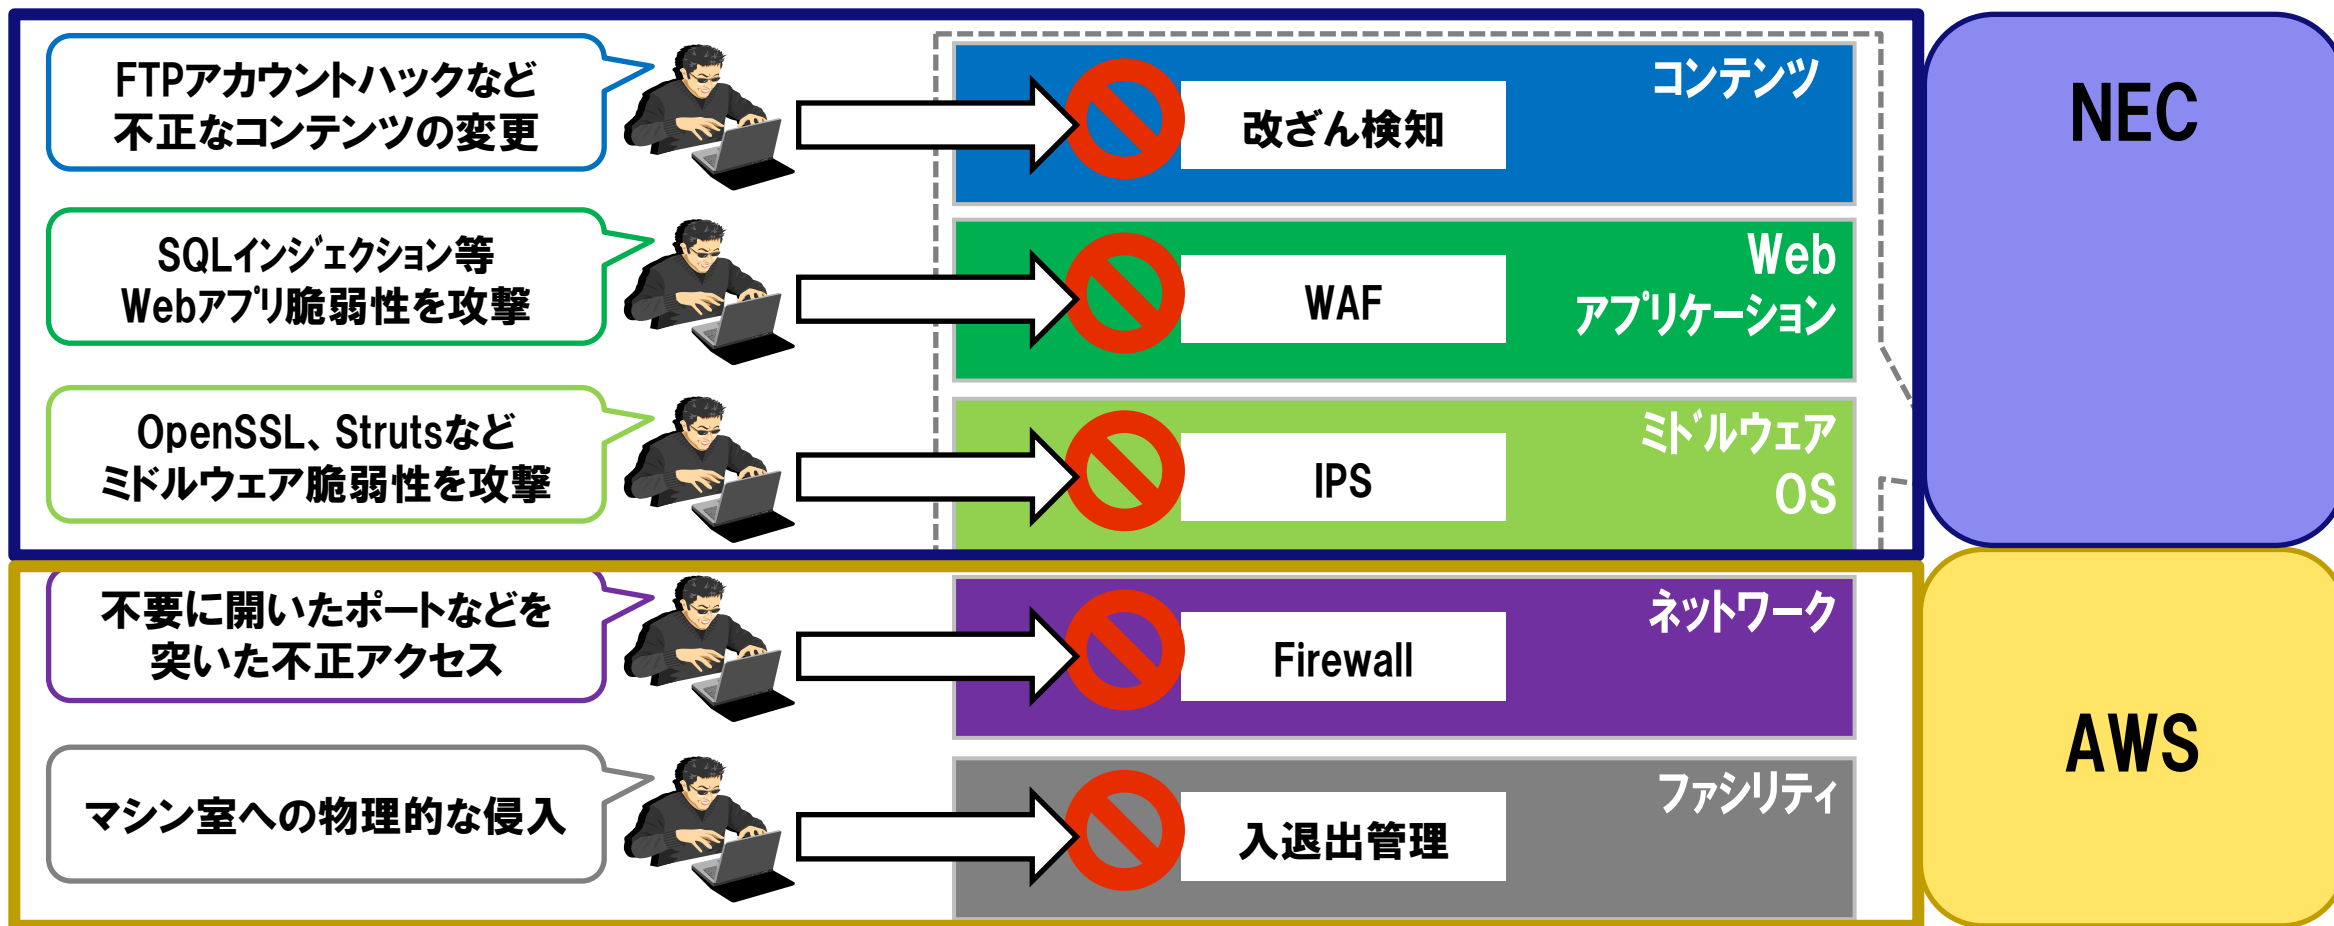 FTPアカウントハックなど
不正なコンテンツの変更
改ざん検知
コンテンツ
NEC
SQLインジェクション等
Webアプリ脆弱性を攻撃
WAF
Web
アプリケーション
OpenSSL、Strutsなど
ミドルウェア脆弱性を攻撃
IPS
ミドルウェア
OS
不要に開いたポートなどを
突いた不正アクセス
Firewall
ネットワーク
AWS
マシン室への物理的な侵入
入退出管理
ファシリティ